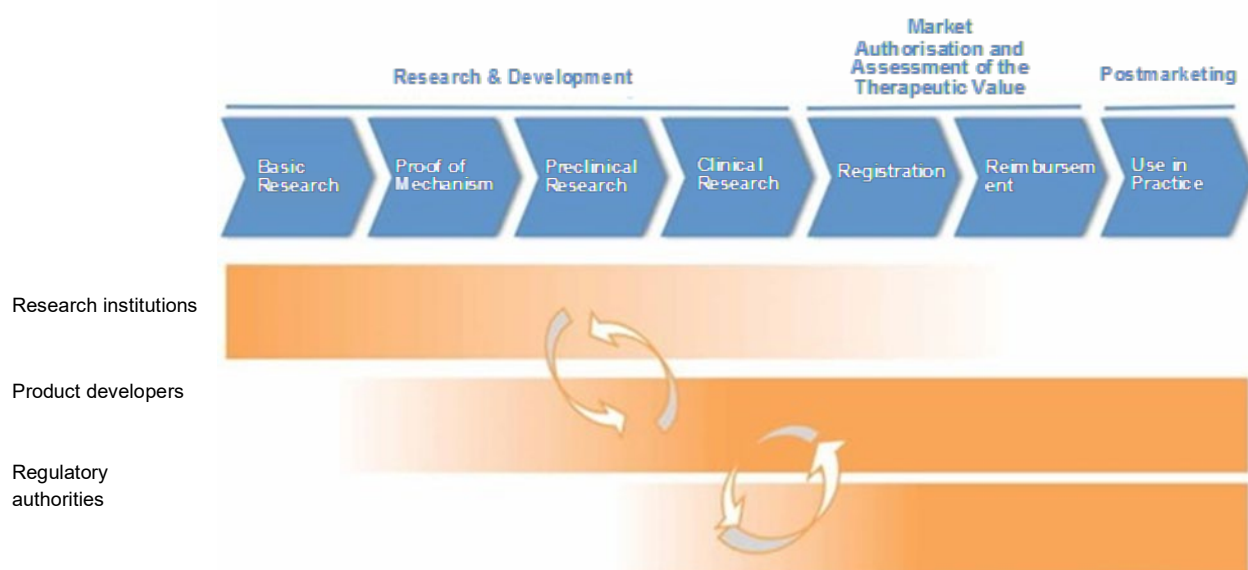 Research & Development
Market
Authorisation and
Assessment of the
Therapeutic Value
Postmarketing
Basic
Research
Proof of
Mechanism
Preclinical
Research
Clinical
Research
Registration
Reimbursem
ent
Use in
Practice
Research institutions
Product developers
Regulatory
authorities